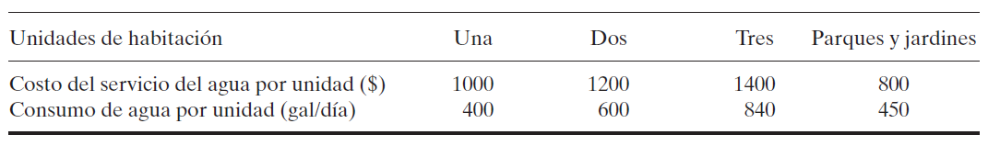 Unidades de habitación Una Dos Tres Parques y jardines
Costo del servicio del agua por unidad ($) 1000 1200 1400 800
Consumo de agua por unidad (gal/día) 400 600 840 450